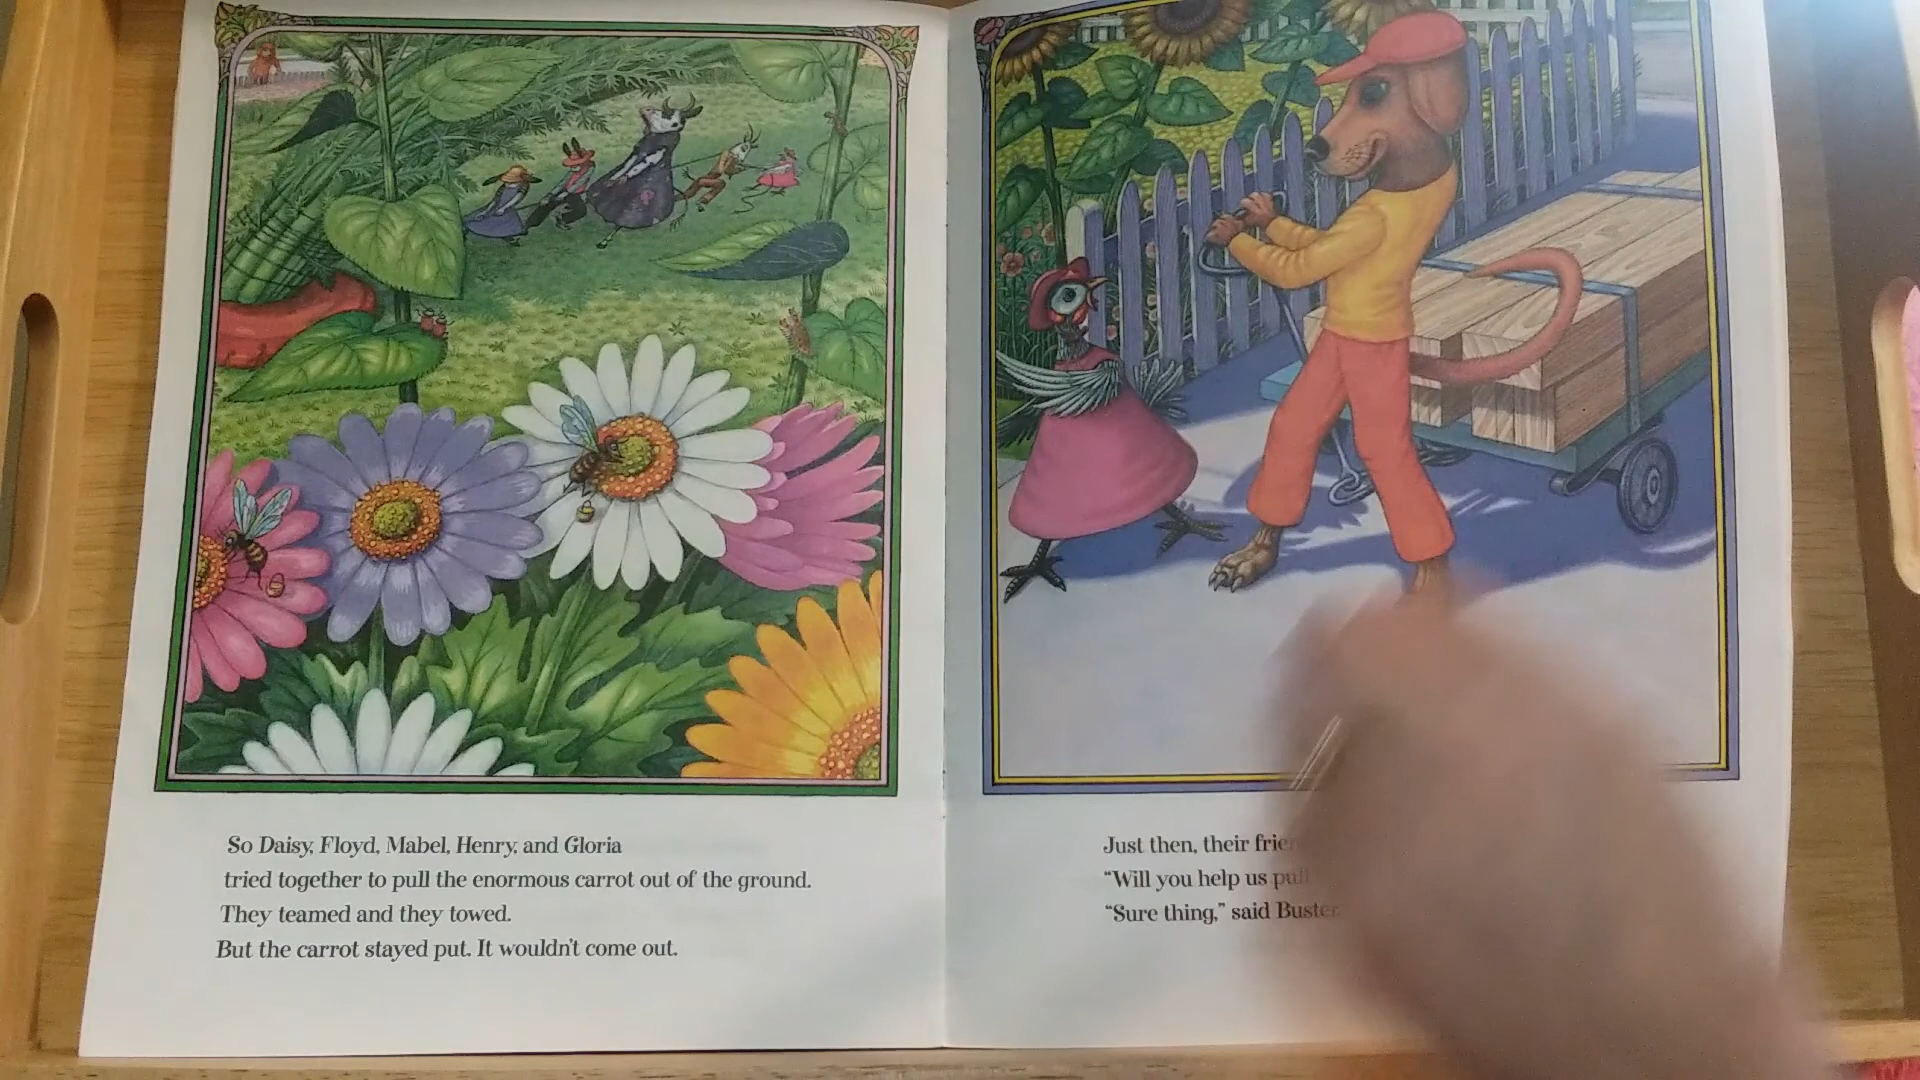 So Daisy, Floyd, Mabel, Henry, and Gloria
tried together to pull the enormous carrot out of the ground.
They teamed and they towed.
But the carrot stayed put. It wouldn't come out.
Just then, their
“Will you help us
“Sure thing,” said Buster